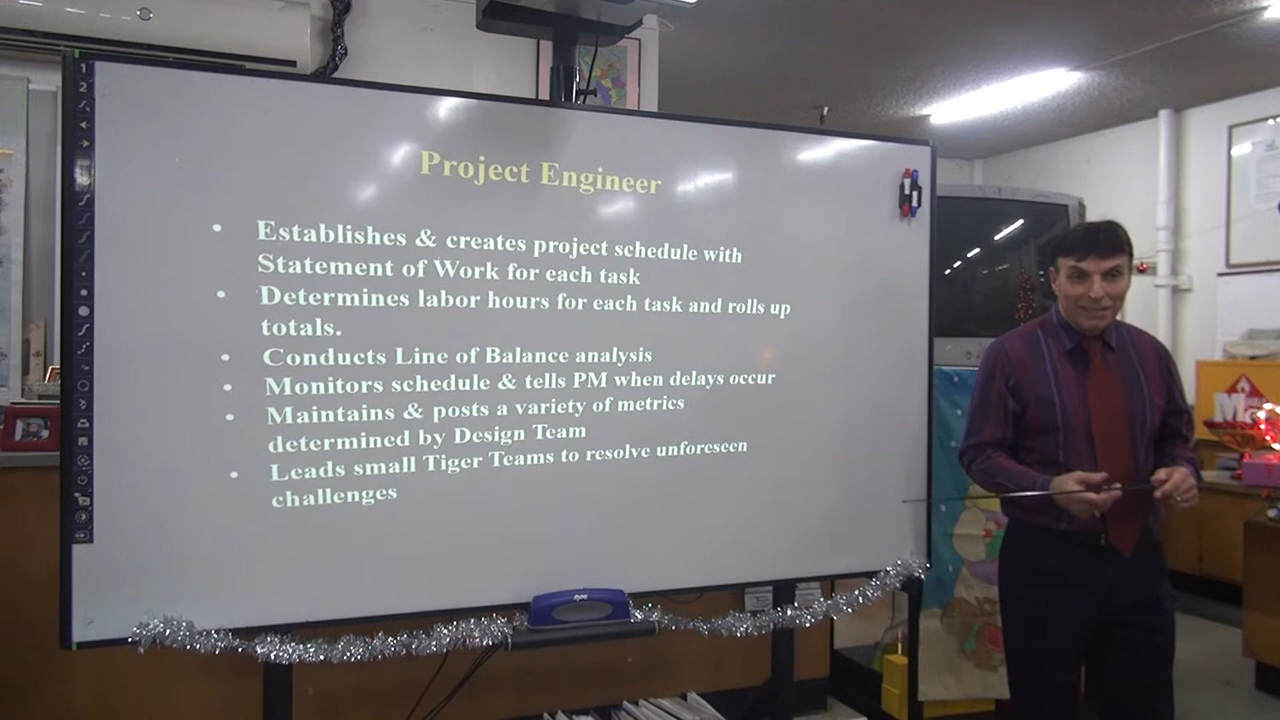 1
2
Project Engineer
• Establishes & creates project schedule with
Statement of Work for each task
• Determines labor hours for each task and rolls up
totals.
• Conducts Line of Balance analysis
• Monitors schedule & tells PM when delays occur
• Maintains & posts a variety of metrics
determined by Design Team
• Leads small Tiger Teams to resolve unforeseen
challenges